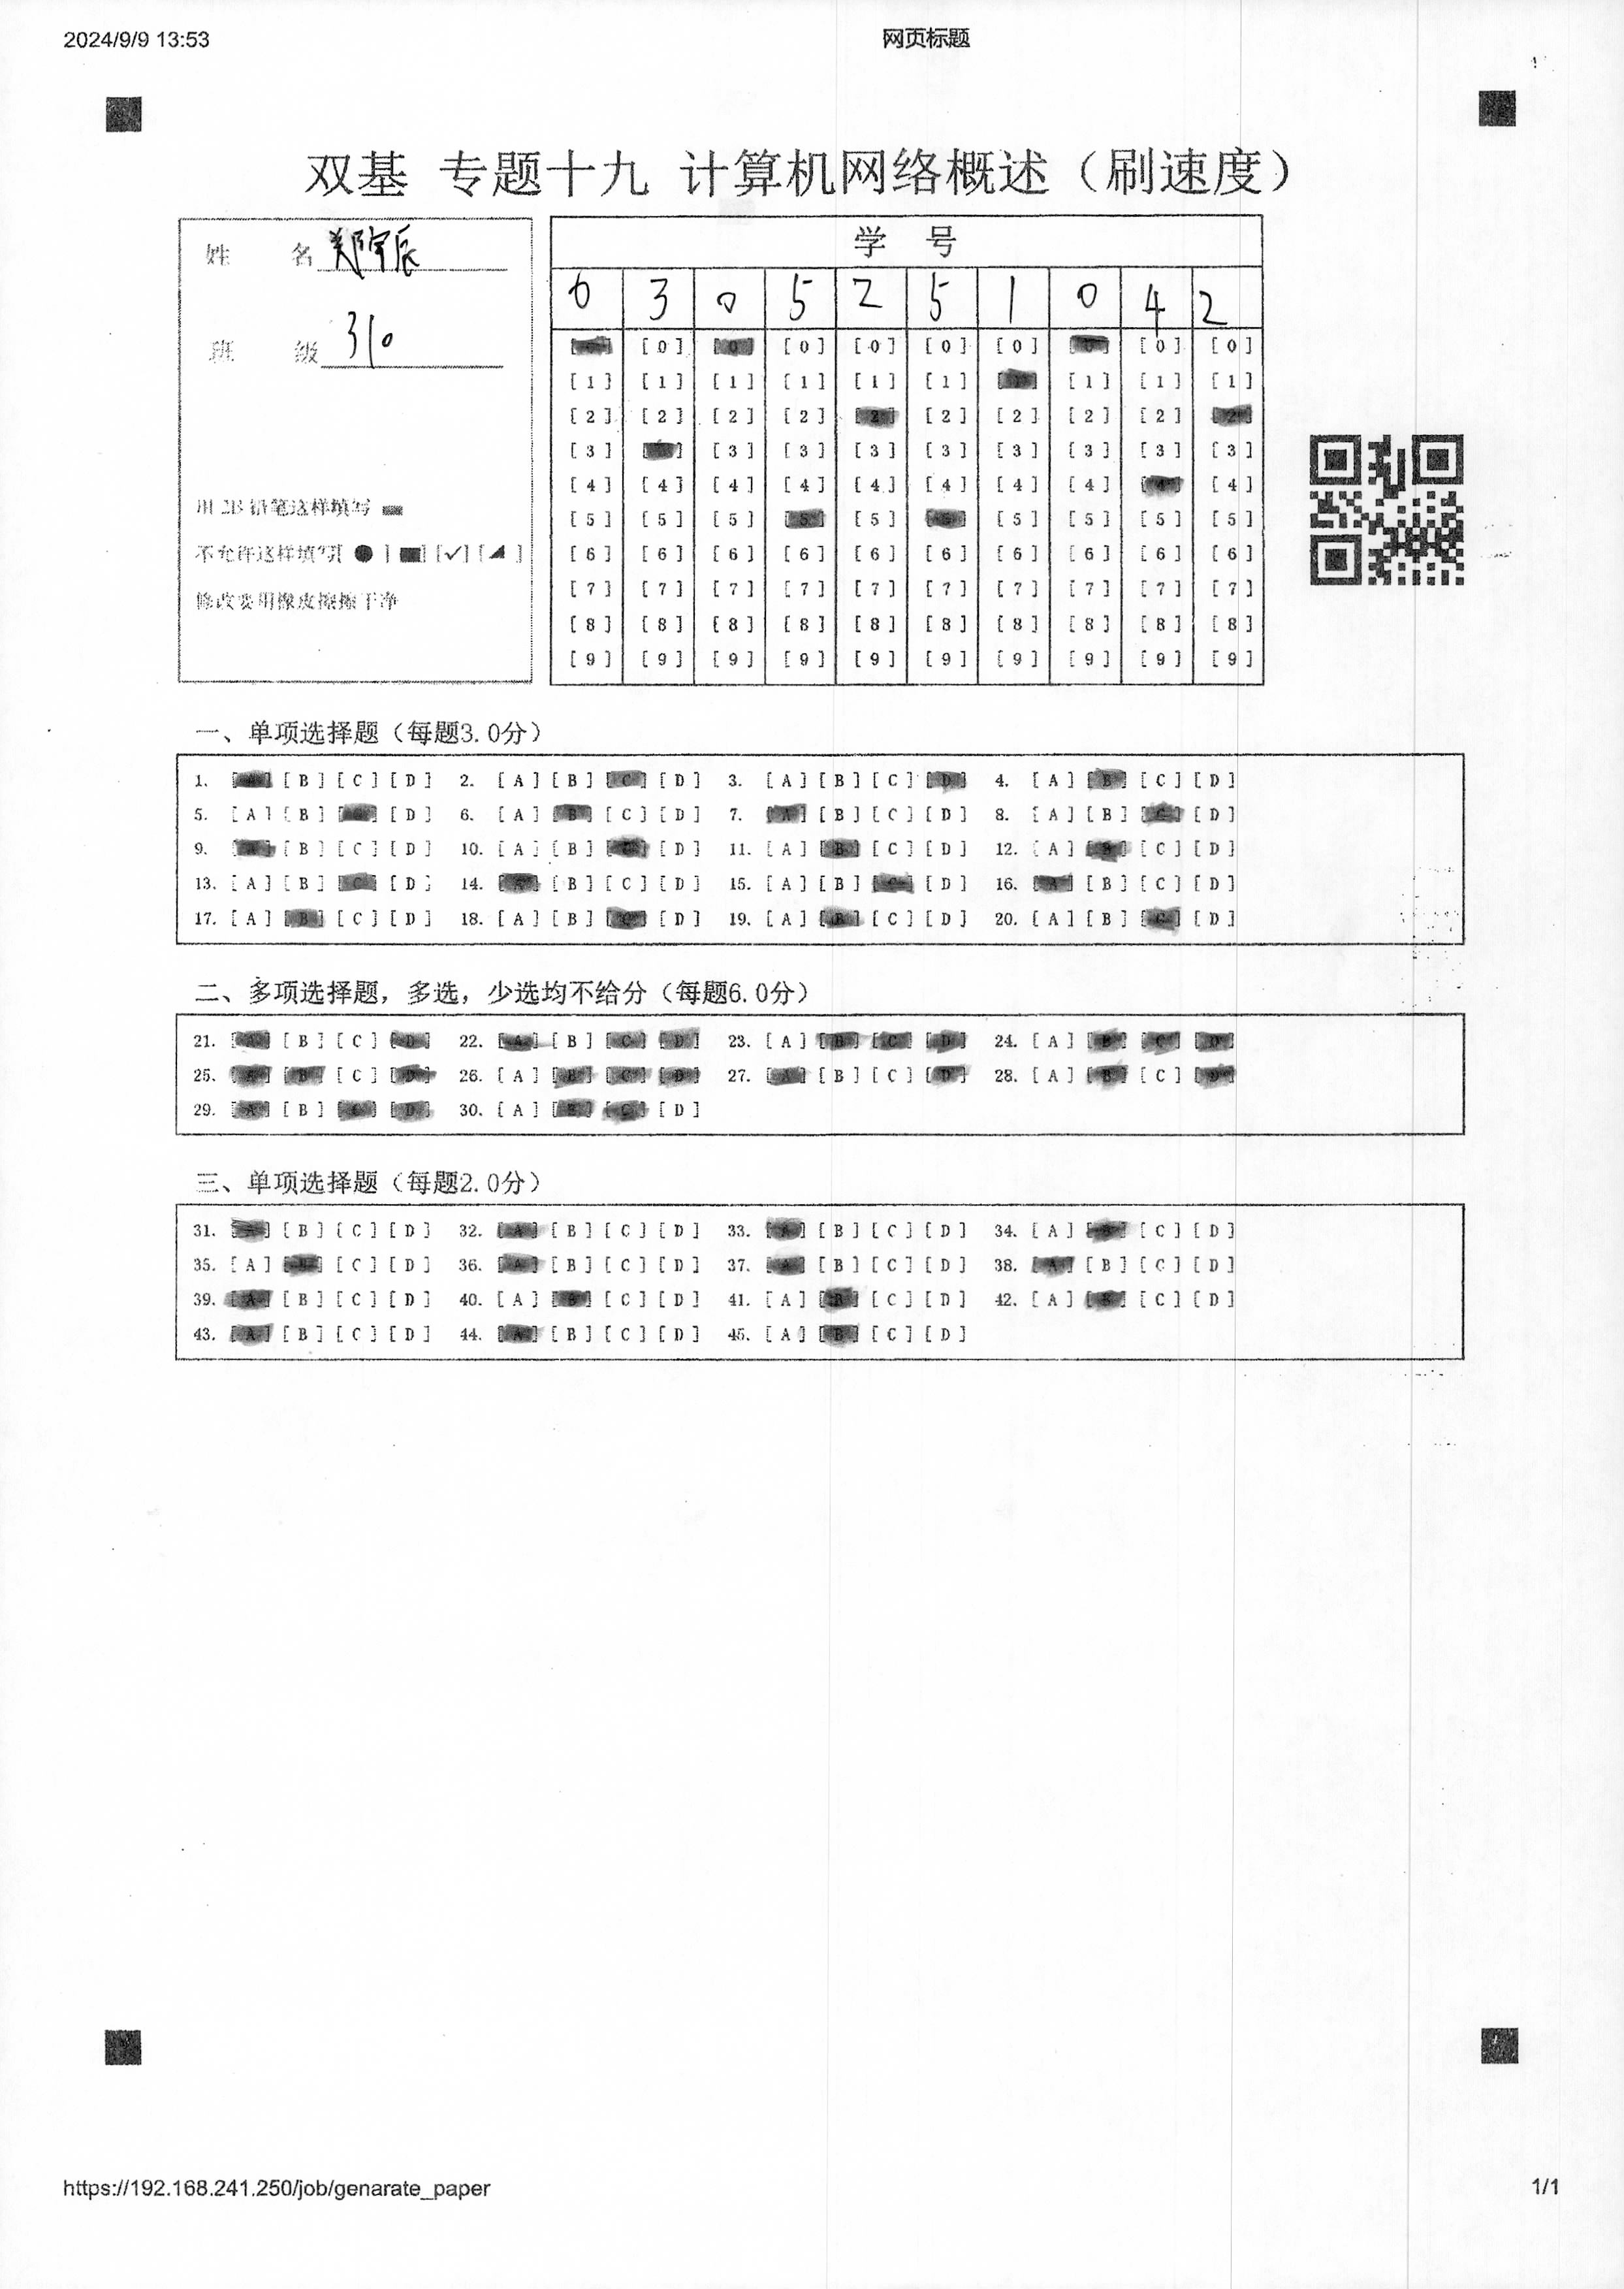 2024/9/9 13:53 网页标题
双基 专题十九 计算机网络概述（刷速度）
姓 名 郑宇辰
班 级 310
用 2B 铅笔这样填写
不允许这样填写[ ● ] [✓] [ ]
修改要用橡皮擦擦干净
学 号
0 3 0 5 2 5 1 0 4 2
[0] [0] [0] [0] [0] [0] [0] [0] [0] [0]
[1] [1] [1] [1] [1] [1] [1] [1] [1] [1]
[2] [2] [2] [2] [2] [2] [2] [2] [2] [2]
[3] [3] [3] [3] [3] [3] [3] [3] [3]
[4] [4] [4] [4] [4] [4] [4] [4] [4] [4]
[5] [5] [5] [5] [5] [5] [5] [5] [5] [5]
[6] [6] [6] [6] [6] [6] [6] [6] [6] [6]
[7] [7] [7] [7] [7] [7] [7] [7] [7] [7]
[8] [8] [8] [8] [8] [8] [8] [8] [8] [8]
[9] [9] [9] [9] [9] [9] [9] [9] [9] [9]
一、单项选择题（每题3.0分）
1. [A] [B] [C] [D] 2. [A] [B] [C] [D] 3. [A] [B] [C] [D] 4. [A] [B] [C] [D]
5. [A] [B] [C] [D] 6. [A] [B] [C] [D] 7. [A] [B] [C] [D] 8. [A] [B] [C] [D]
9. [A] [B] [C] [D] 10. [A] [B] [C] [D] 11. [A] [B] [C] [D] 12. [A] [B] [C] [D]
13. [A] [B] [C] [D] 14. [A] [B] [C] [D] 15. [A] [B] [C] [D] 16. [A] [B] [C] [D]
17. [A] [B] [C] [D] 18. [A] [B] [C] [D] 19. [A] [B] [C] [D] 20. [A] [B] [C] [D]
二、多项选择题，多选，少选均不给分（每题6.0分）
21. [A] [B] [C] [D] 22. [A] [B] [C] [D] 23. [A] [B] [C] [D] 24. [A] [B] [C] [D]
25. [A] [B] [C] [D] 26. [A] [B] [C] [D] 27. [A] [B] [C] [D] 28. [A] [B] [C] [D]
29. [A] [B] [C] [D] 30. [A] [B] [C] [D]
三、单项选择题（每题2.0分）
31. [A] [B] [C] [D] 32. [A] [B] [C] [D] 33. [A] [B] [C] [D] 34. [A] [B] [C] [D]
35. [A] [B] [C] [D] 36. [A] [B] [C] [D] 37. [A] [B] [C] [D] 38. [A] [B] [C] [D]
39. [A] [B] [C] [D] 40. [A] [B] [C] [D] 41. [A] [B] [C] [D] 42. [A] [B] [C] [D]
43. [A] [B] [C] [D] 44. [A] [B] [C] [D] 45. [A] [B] [C] [D]
https://192.168.241.250/job/genarate_paper 1/1